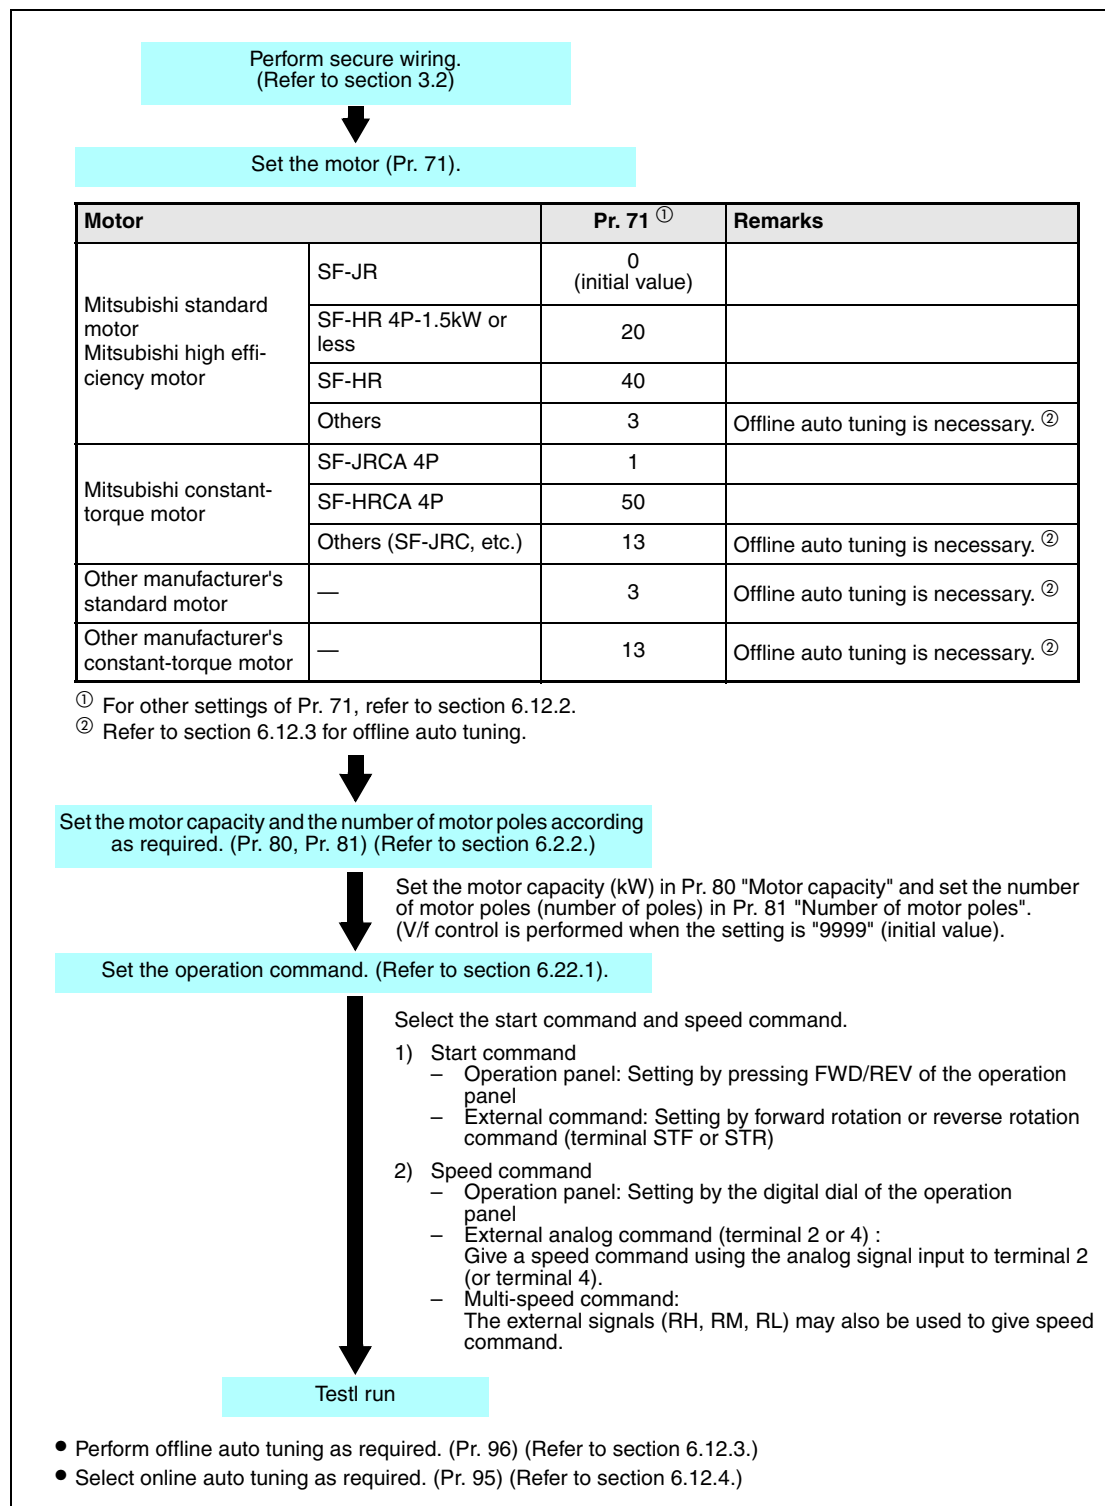 Perform secure wiring.
(Refer to section 3.2)
Set the motor (Pr. 71).
Motor Pr. 71 ① Remarks
Mitsubishi standard
motor
Mitsubishi high effi-
ciency motor
SF-JR 0
(initial value)
SF-HR 4P-1.5kW or
less 20
SF-HR 40
Others 3 Offline auto tuning is necessary. ②
Mitsubishi constant-
torque motor
SF-JRCA 4P 1
SF-HRCA 4P 50
Others (SF-JRC, etc.) 13 Offline auto tuning is necessary. ②
Other manufacturer's
standard motor — 3 Offline auto tuning is necessary. ②
Other manufacturer's
constant-torque motor — 13 Offline auto tuning is necessary. ②
① For other settings of Pr. 71, refer to section 6.12.2.
② Refer to section 6.12.3 for offline auto tuning.
Set the motor capacity and the number of motor poles according
as required. (Pr. 80, Pr. 81) (Refer to section 6.2.2.)
Set the motor capacity (kW) in Pr. 80 "Motor capacity" and set the number
of motor poles (number of poles) in Pr. 81 "Number of motor poles".
(V/f control is performed when the setting is "9999" (initial value).
Set the operation command. (Refer to section 6.22.1).
Select the start command and speed command.
1) Start command
– Operation panel: Setting by pressing FWD/REV of the operation
panel
– External command: Setting by forward rotation or reverse rotation
command (terminal STF or STR)
2) Speed command
– Operation panel: Setting by the digital dial of the operation
panel
– External analog command (terminal 2 or 4) :
Give a speed command using the analog signal input to terminal 2
(or terminal 4).
– Multi-speed command:
The external signals (RH, RM, RL) may also be used to give speed
command.
Testl run
● Perform offline auto tuning as required. (Pr. 96) (Refer to section 6.12.3.)
● Select online auto tuning as required. (Pr. 95) (Refer to section 6.12.4.)